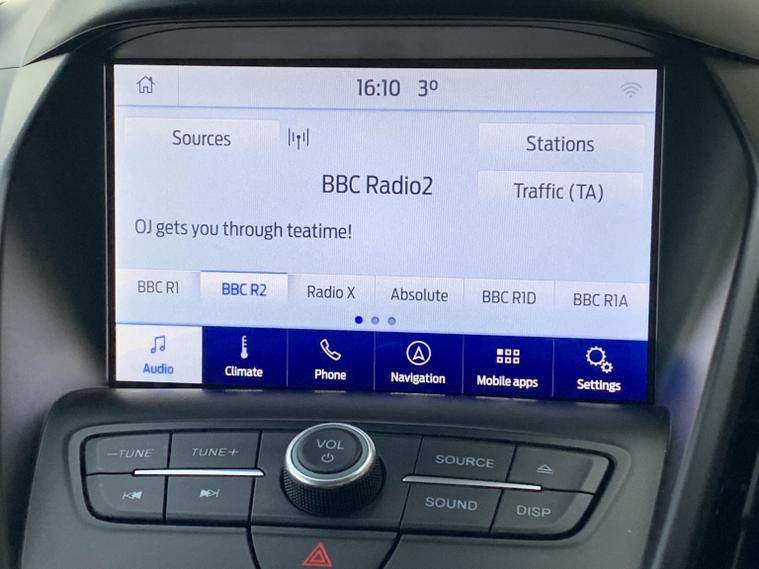 16:10 3º
Sources
Stations
BBC Radio2
Traffic (TA)
OJ gets you through teatime!
BBC R1 BBC R2 Radio X Absolute BBC R1D BBC R1A
Audio Climate Phone Navigation Mobile apps Settings
–TUNE TUNE+ VOL SOURCE
SOUND DISP